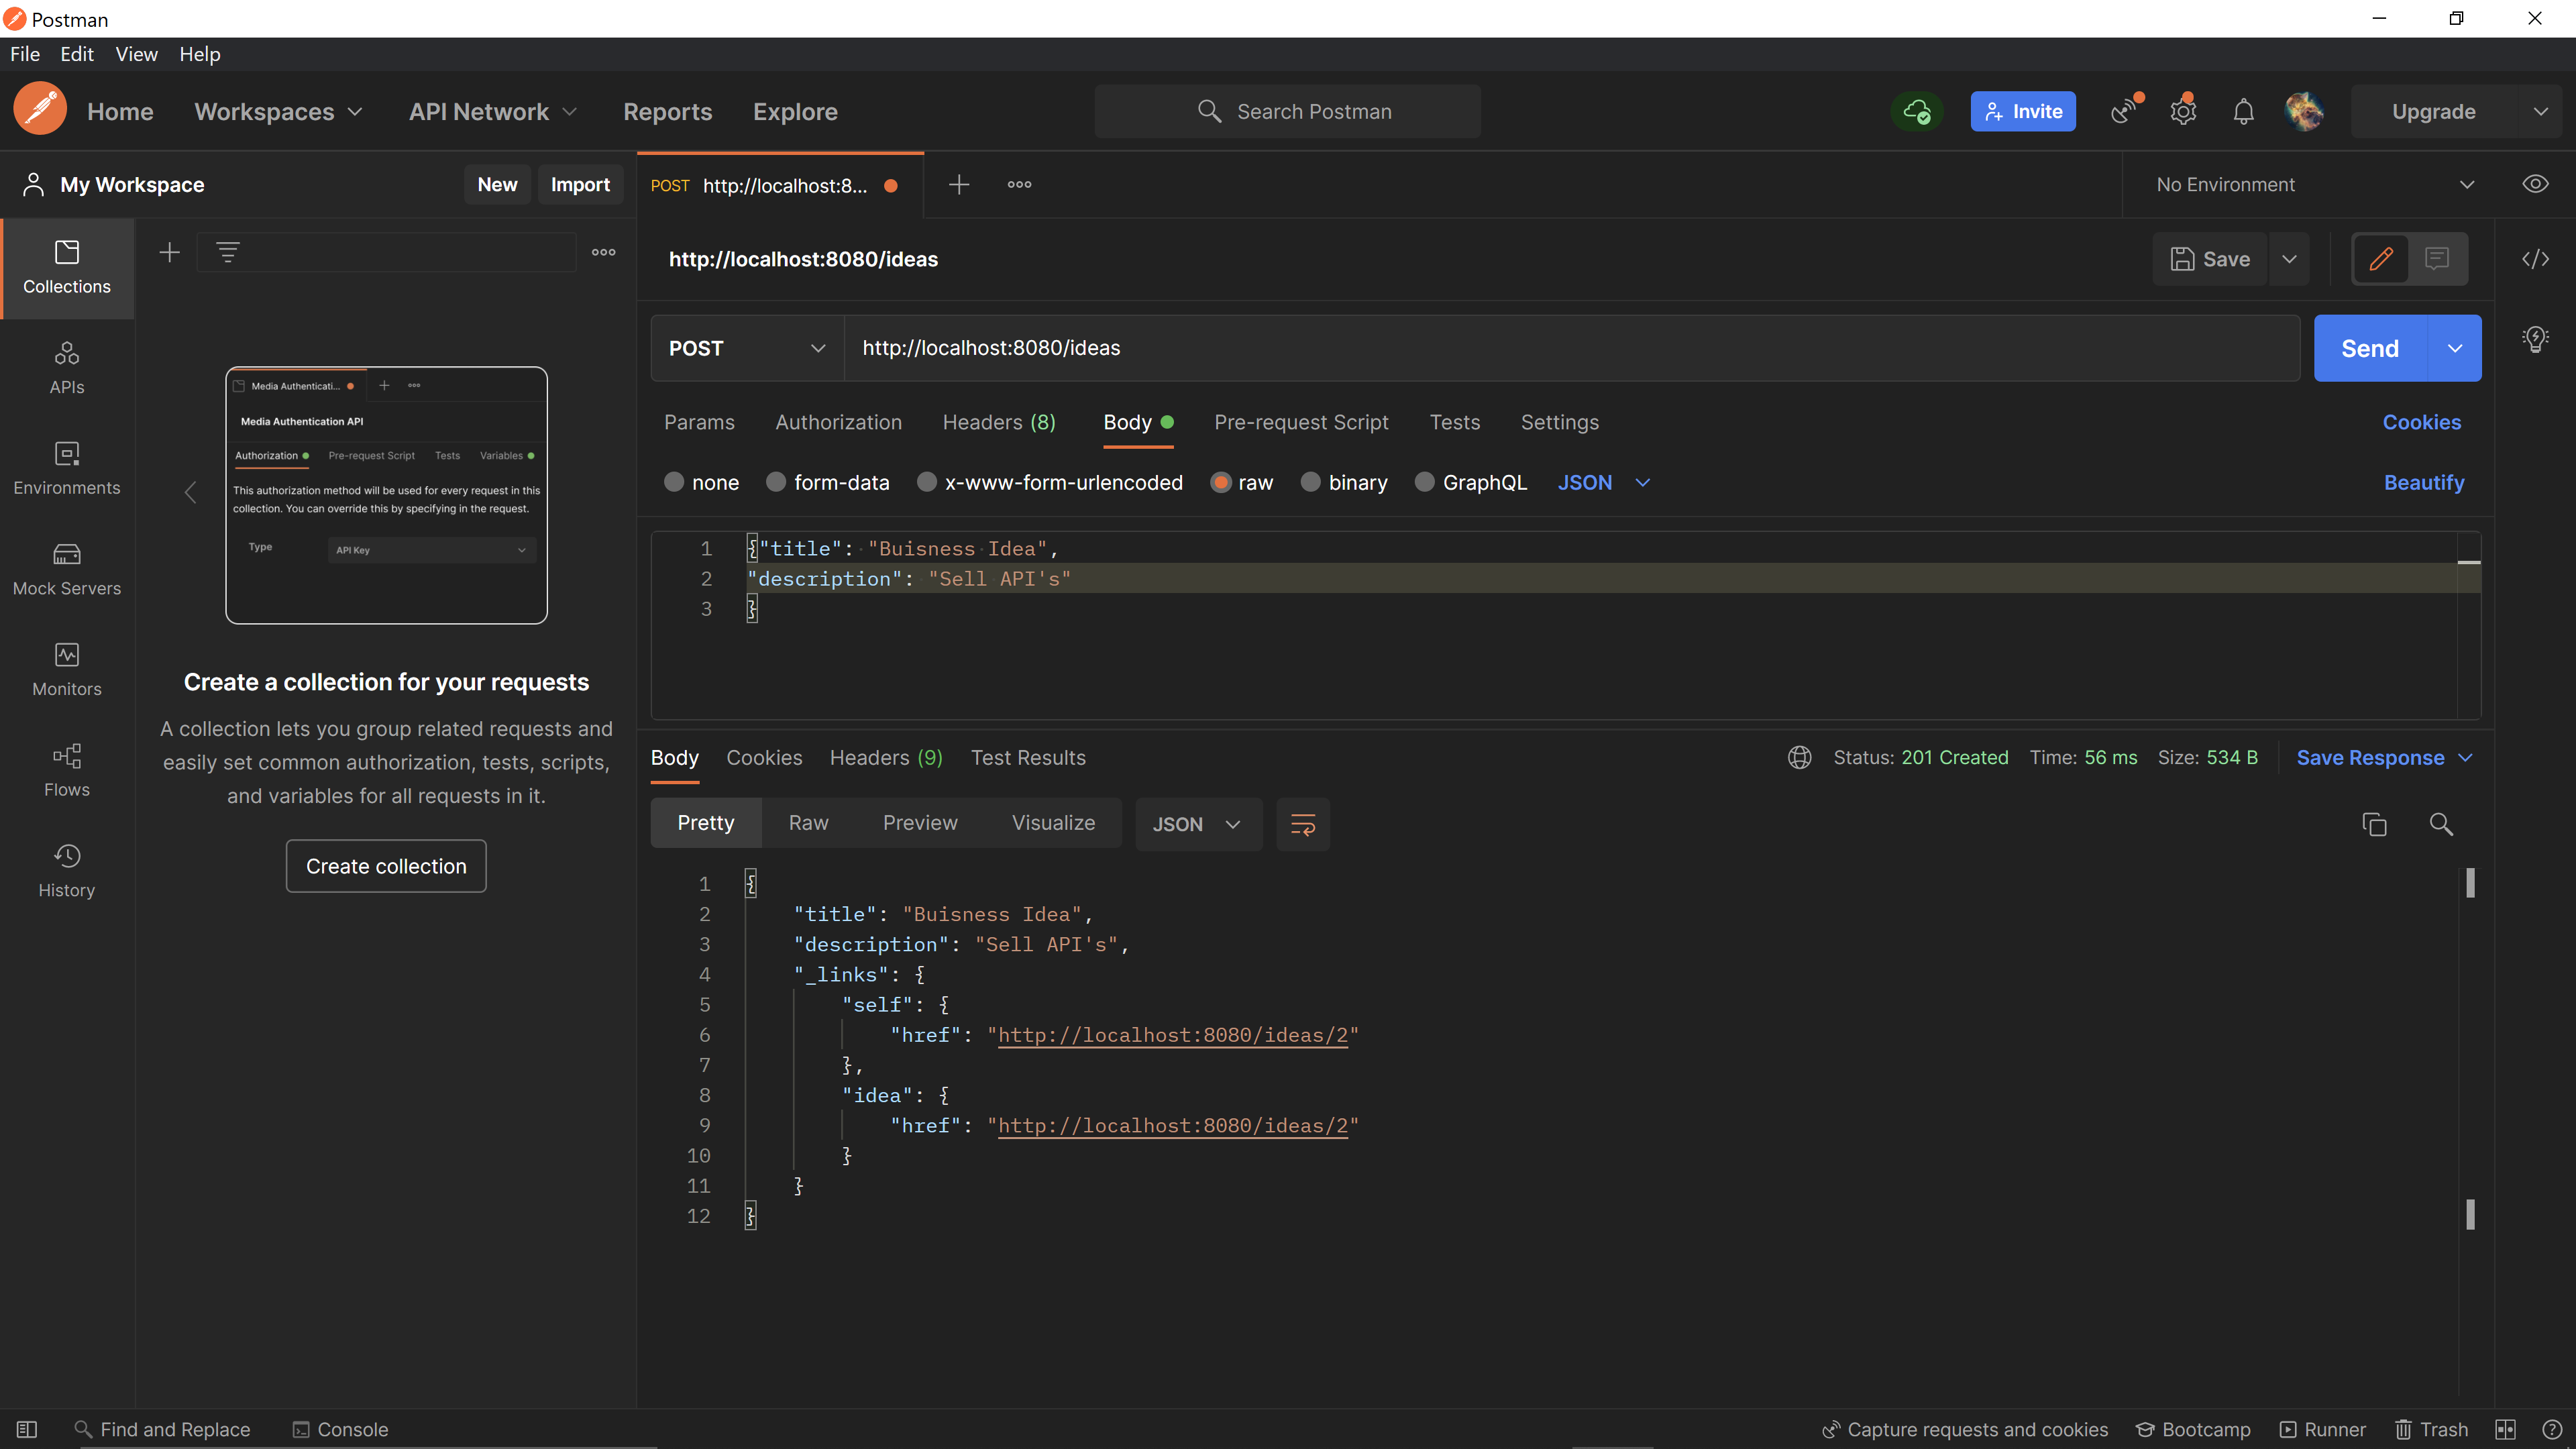 Postman
File Edit View Help
Home Workspaces API Network Reports Explore Search Postman Invite Upgrade
My Workspace New Import POST http://localhost:8... No Environment
Collections
APIs
Environments
Mock Servers
Monitors
Flows
History
Media Authenticati...
Media Authentication API
Authorization Pre-request Script Tests Variables
This authorization method will be used for every request in this
collection. You can override this by specifying in the request.
Type API Key
Create a collection for your requests
A collection lets you group related requests and
easily set common authorization, tests, scripts,
and variables for all requests in it.
Create collection
http://localhost:8080/ideas Save
POST http://localhost:8080/ideas Send
Params Authorization Headers (8) Body Pre-request Script Tests Settings Cookies
none form-data x-www-form-urlencoded raw binary GraphQL JSON Beautify
1 {"title": "Buisness Idea",
2 "description": "Sell API's"
3 }
Body Cookies Headers (9) Test Results Status: 201 Created Time: 56 ms Size: 534 B Save Response
Pretty Raw Preview Visualize JSON
1 {
2 "title": "Buisness Idea",
3 "description": "Sell API's",
4 "_links": {
5 "self": {
6 "href": "http://localhost:8080/ideas/2"
7 },
8 "idea": {
9 "href": "http://localhost:8080/ideas/2"
10 }
11 }
12 }
Find and Replace Console Capture requests and cookies Bootcamp Runner Trash